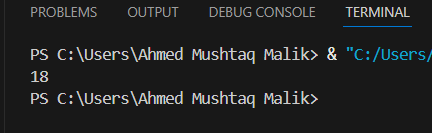 PROBLEMS OUTPUT DEBUG CONSOLE TERMINAL
PS C:\Users\Ahmed Mushtaq Malik> & "C:/Users/
18
PS C:\Users\Ahmed Mushtaq Malik>